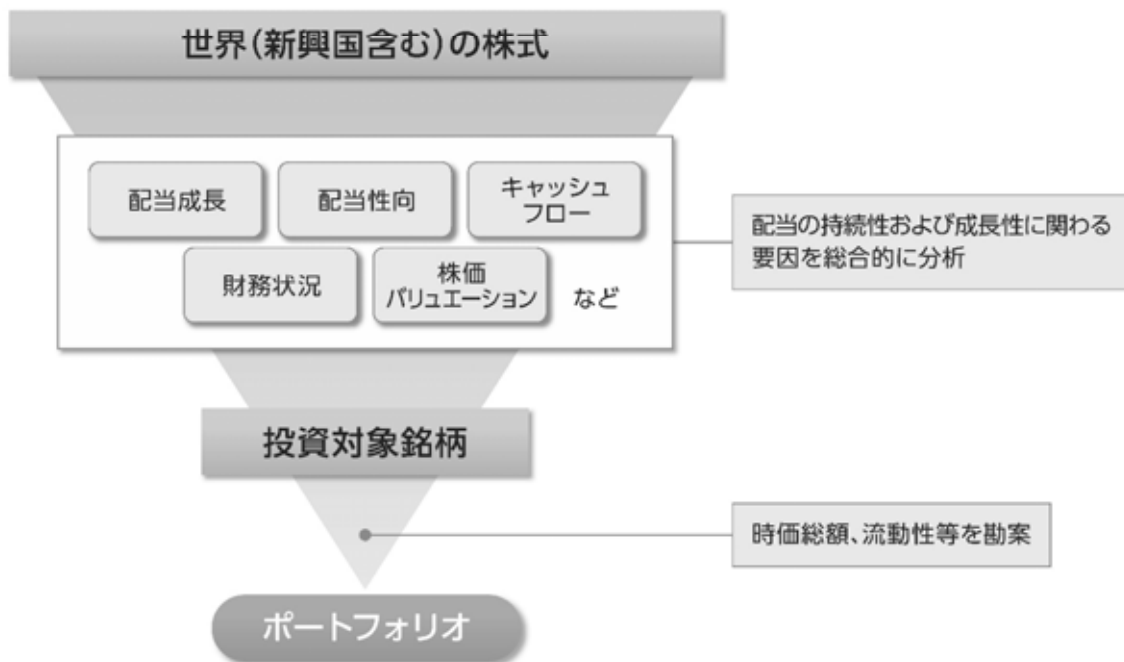 世界(新興国含む)の株式
配当成長
配当性向
キャッシュ
フロー
財務状況
株価
バリュエーション
など
配当の持続性および成長性に関わる
要因を総合的に分析
投資対象銘柄
時価総額、流動性等を勘案
ポートフォリオ